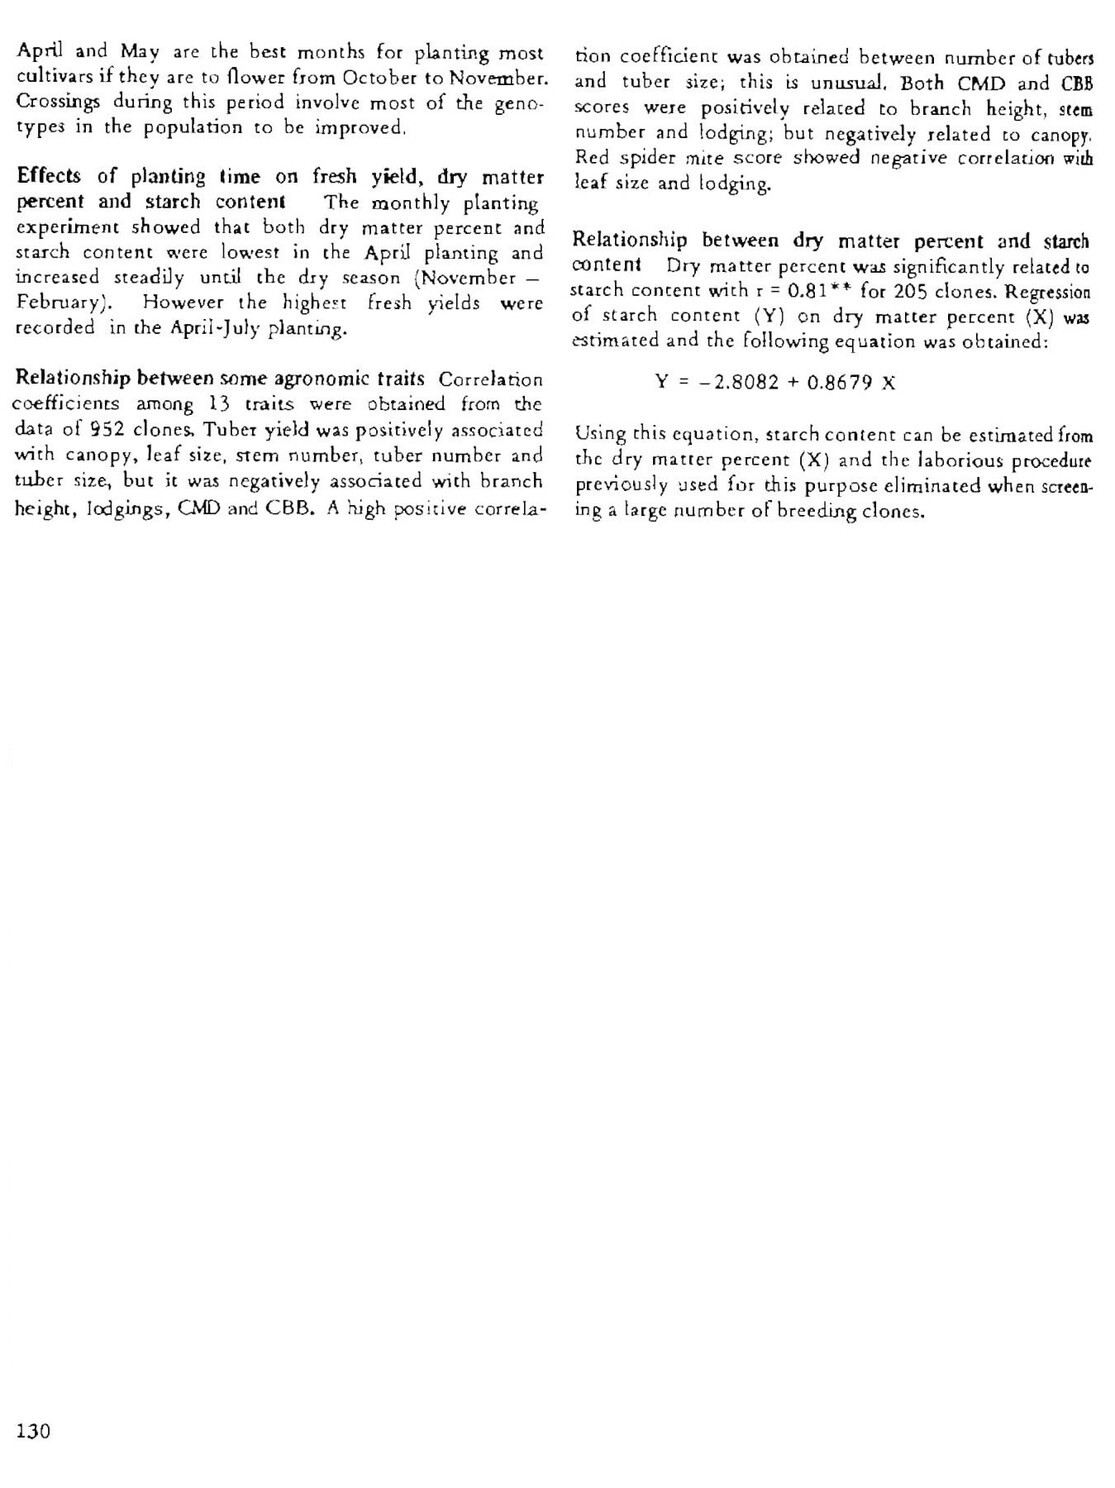 April and May are the best months for planting most
cultivars if they are to flower from October to November.
Crossings during this period involve most of the geno-
types in the population to be improved.
Effects of planting time on fresh yield, dry matter
percent and starch content The monthly planting
experiment showed that both dry matter percent and
starch content were lowest in the April planting and
increased steadily until the dry season (November —
February). However the highest fresh yields were
recorded in the April-July planting.
Relationship between some agronomic traits Correlation
coefficients among 13 traits were obtained from the
data of 952 clones. Tuber yield was positively associated
with canopy, leaf size, stem number, tuber number and
tuber size, but it was negatively associated with branch
height, lodgings, CMD and CBB. A high positive correla-
tion coefficient was obtained between number of tubers
and tuber size; this is unusual. Both CMD and CBB
scores were positively related to branch height, stem
number and lodging; but negatively related to canopy.
Red spider mite score showed negative correlation with
leaf size and lodging.
Relationship between dry matter percent and starch
content Dry matter percent was significantly related to
starch content with r = 0.81** for 205 clones. Regression
of starch content (Y) on dry matter percent (X) was
estimated and the following equation was obtained:
Y = −2.8082 + 0.8679 X
Using this equation, starch content can be estimated from
the dry matter percent (X) and the laborious procedure
previously used for this purpose eliminated when screen-
ing a large number of breeding clones.
130